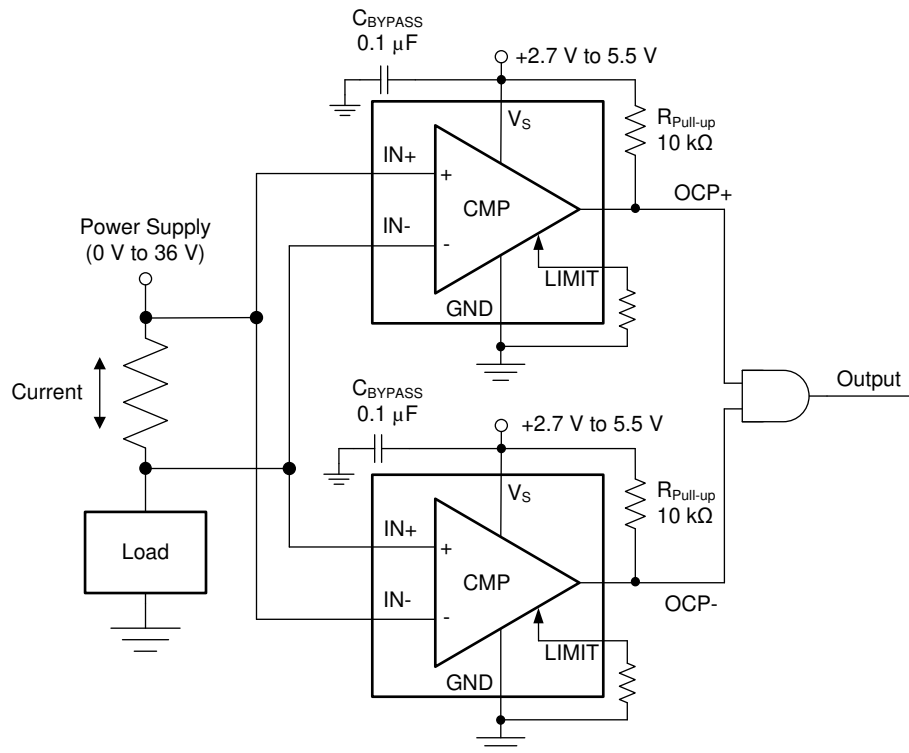 C_BYPASS
0.1 µF
+2.7 V to 5.5 V
V_S
R_Pull-up
10 kΩ
IN+
+
CMP
OCP+
IN-
-
LIMIT
GND
Power Supply
(0 V to 36 V)
Current
Load
Output
C_BYPASS
0.1 µF
+2.7 V to 5.5 V
V_S
R_Pull-up
10 kΩ
IN+
+
CMP
IN-
-
OCP-
LIMIT
GND